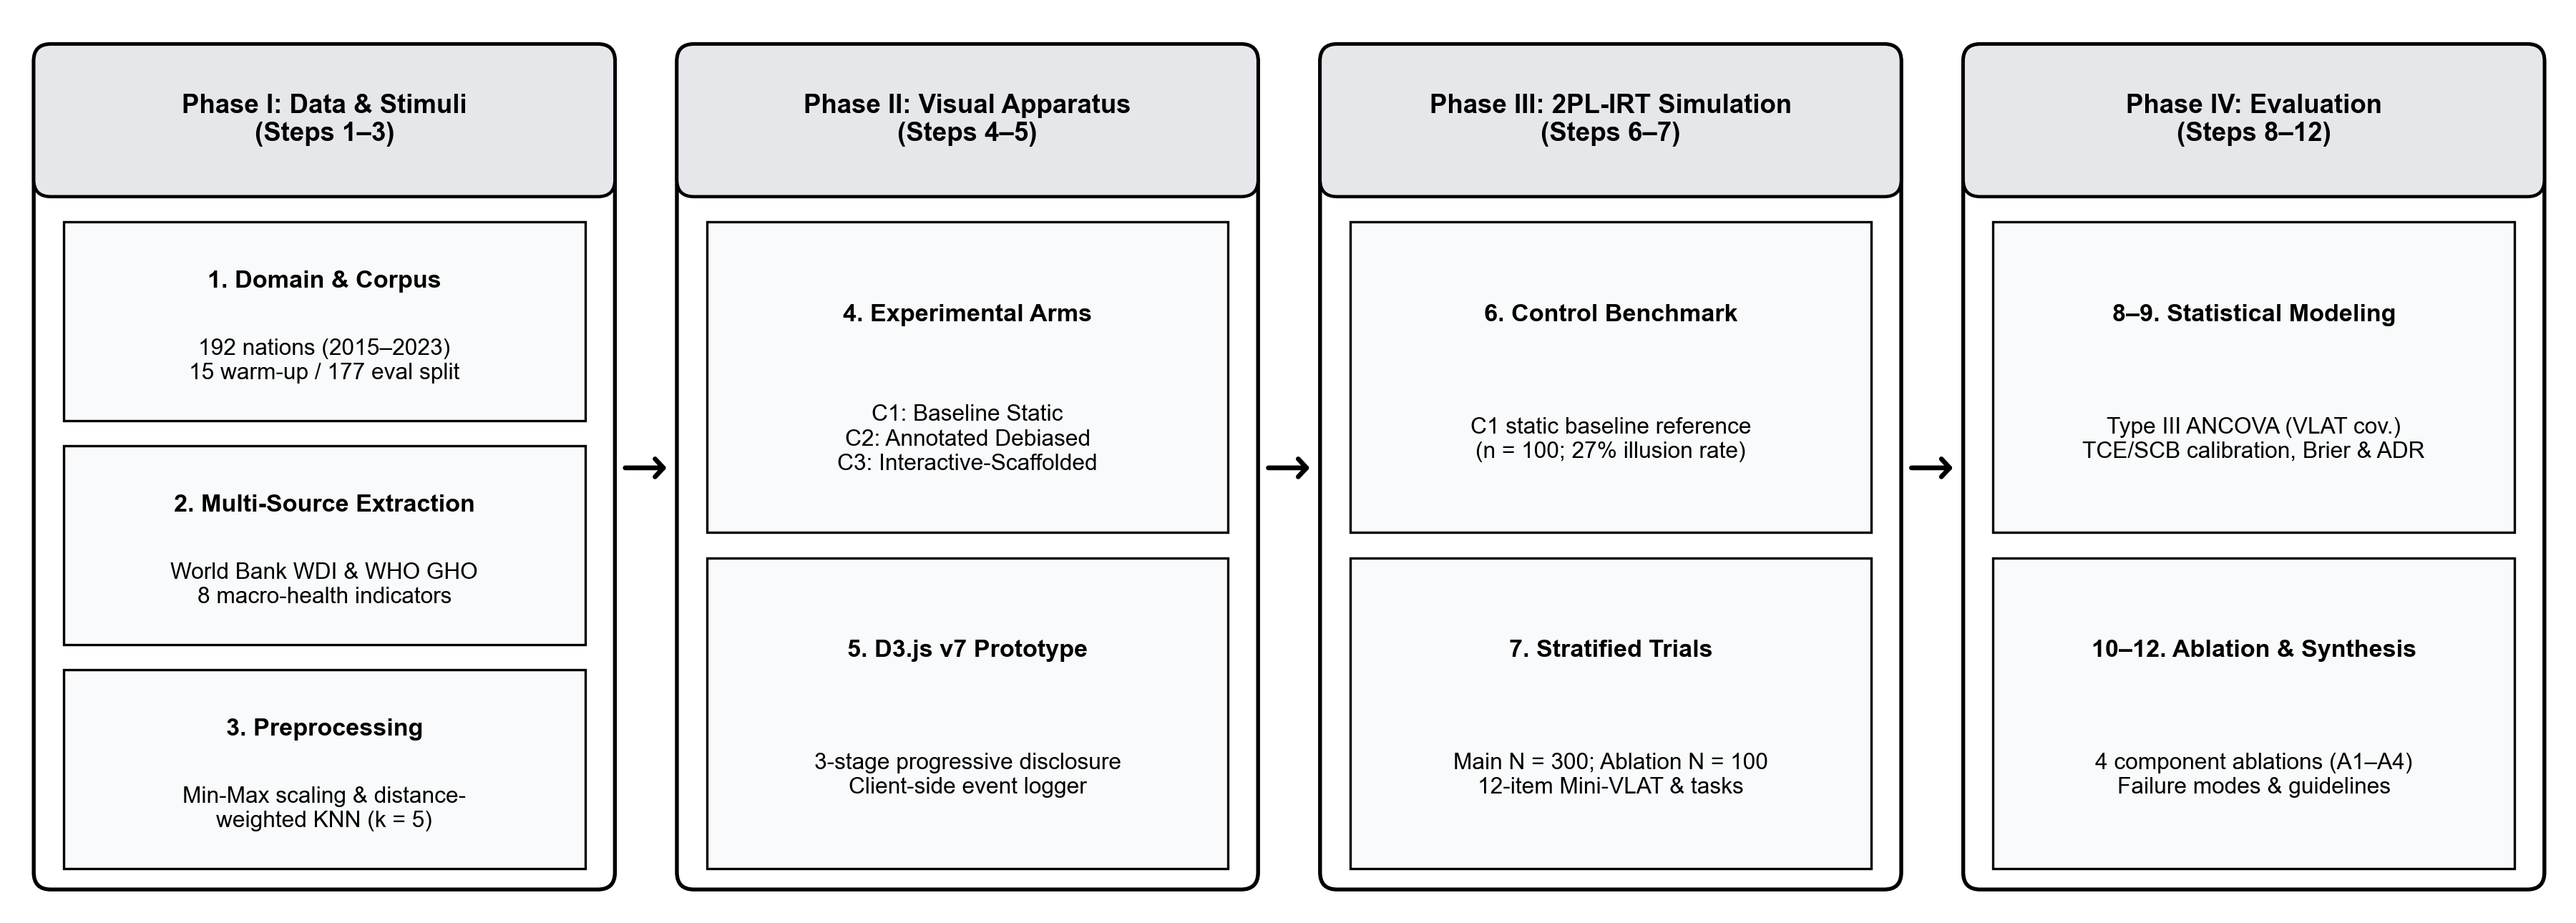 Phase I: Data & Stimuli
(Steps 1–3)
1. Domain & Corpus
192 nations (2015–2023)
15 warm-up / 177 eval split
2. Multi-Source Extraction
World Bank WDI & WHO GHO
8 macro-health indicators
3. Preprocessing
Min-Max scaling & distance-
weighted KNN (k = 5)
Phase II: Visual Apparatus
(Steps 4–5)
4. Experimental Arms
C1: Baseline Static
C2: Annotated Debiased
C3: Interactive-Scaffolded
5. D3.js v7 Prototype
3-stage progressive disclosure
Client-side event logger
Phase III: 2PL-IRT Simulation
(Steps 6–7)
6. Control Benchmark
C1 static baseline reference
(n = 100; 27% illusion rate)
7. Stratified Trials
Main N = 300; Ablation N = 100
12-item Mini-VLAT & tasks
Phase IV: Evaluation
(Steps 8–12)
8–9. Statistical Modeling
Type III ANCOVA (VLAT cov.)
TCE/SCB calibration, Brier & ADR
10–12. Ablation & Synthesis
4 component ablations (A1–A4)
Failure modes & guidelines